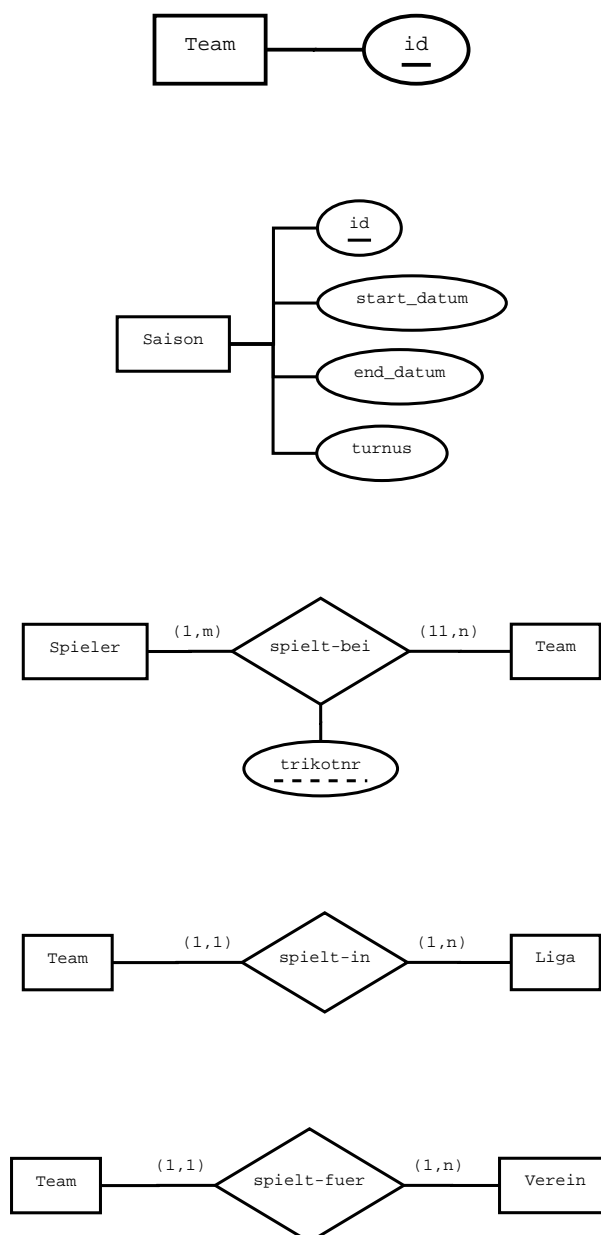 Team
id
id
start_datum
Saison
end_datum
turnus
(1,m)
(11,n)
Spieler
spielt-bei
Team
trikotnr
(1,1)
(1,n)
Team
spielt-in
Liga
(1,1)
(1,n)
Team
spielt-fuer
Verein